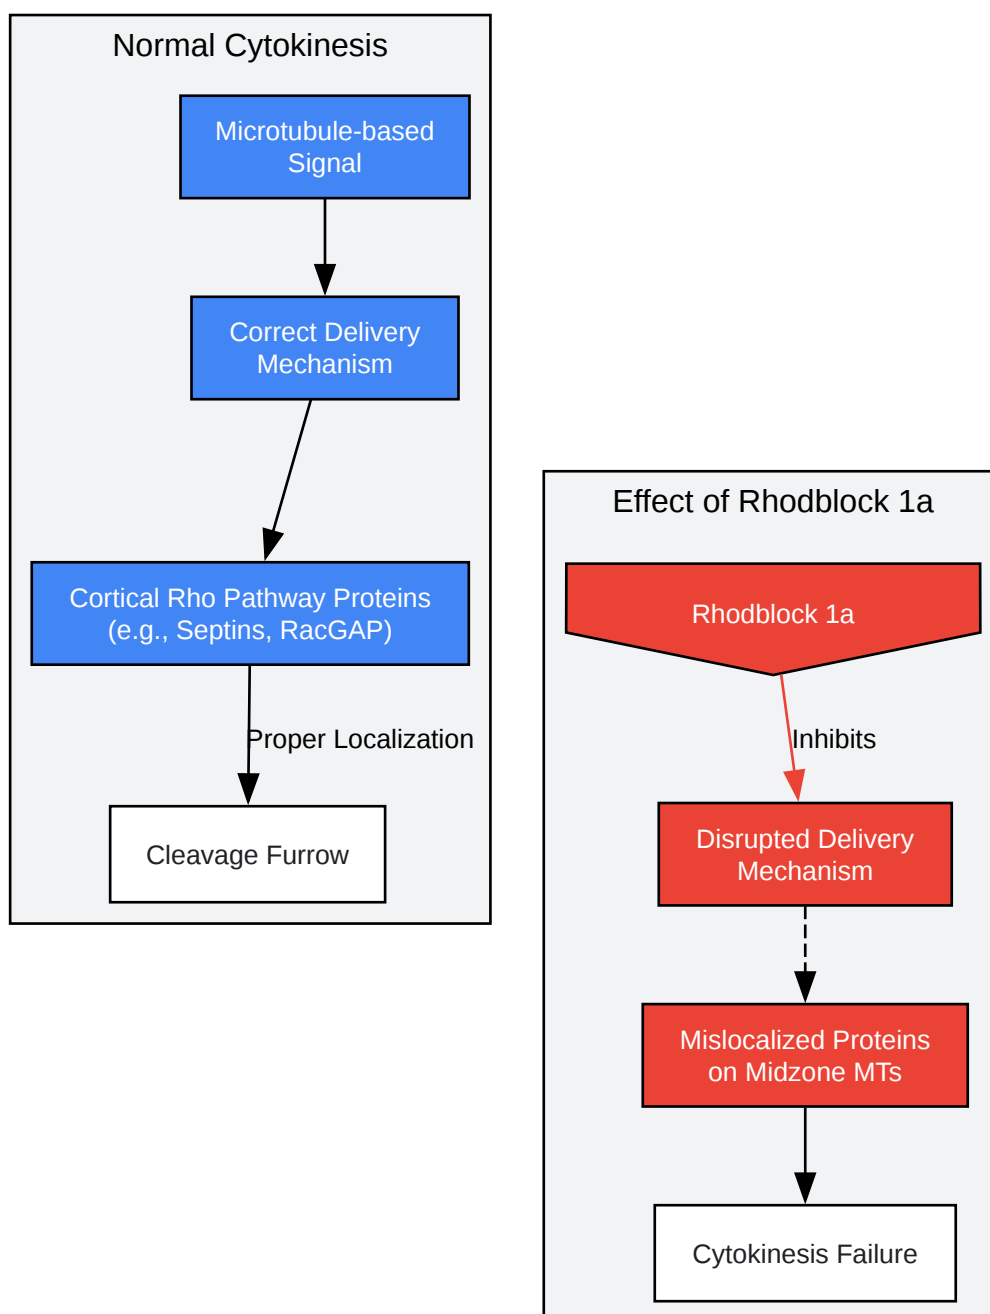 Normal Cytokinesis
Microtubule-based
Signal
Correct Delivery
Mechanism
Cortical Rho Pathway Proteins
(e.g., Septins, RacGAP)
Proper Localization
Cleavage Furrow
Effect of Rhodblock 1a
Rhodblock 1a
Inhibits
Disrupted Delivery
Mechanism
Mislocalized Proteins
on Midzone MTs
Cytokinesis Failure